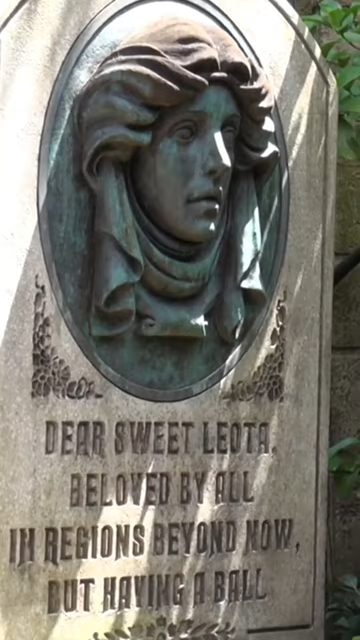 DEAR SWEET LEOTA,
BELOVED BY ALL
IN REGIONS BEYOND NOW,
BUT HAVING A BALL